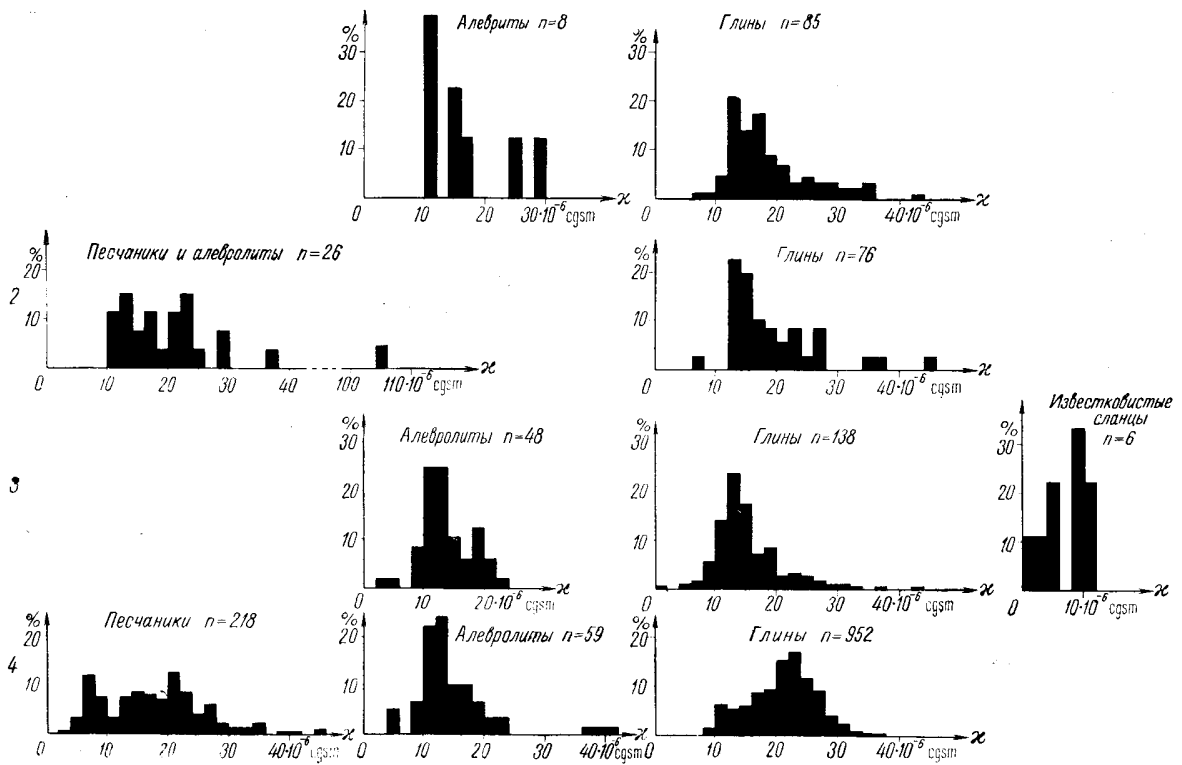 Алевриты n=8
%
30
20
10
0 10 20 30·10⁻⁶ cgsm ϰ
Глины n=85
%
30
20
10
0 10 20 30 40·10⁻⁶ cgsm ϰ
2
Песчаники и алевролиты n=26
%
20
10
0 10 20 30 40 100 110·10⁻⁶ cgsm ϰ
Глины n=76
%
20
10
0 10 20 30 40·10⁻⁶ cgsm ϰ
3
Алевролиты n=48
%
30
20
10
0 10 20·10⁻⁶ cgsm ϰ
Глины n=138
%
30
20
10
0 10 20 30 40·10⁻⁶ cgsm ϰ
Известковистые
сланцы
n=6
%
30
20
10
0 10·10⁻⁶ cgsm ϰ
4
Песчаники n=218
%
20
10
0 10 20 30 40·10⁻⁶ cgsm ϰ
Алевролиты n=59
%
20
10
0 10 20 30 40·10⁻⁶ cgsm ϰ
Глины n=952
%
20
10
0 10 20 30 40·10⁻⁶ cgsm ϰ